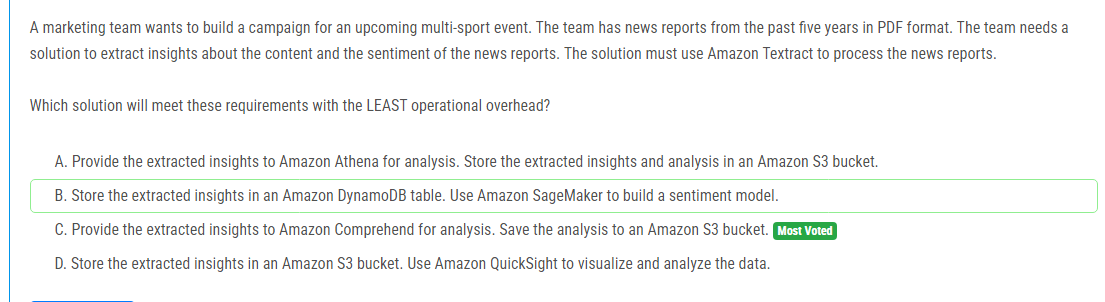 A marketing team wants to build a campaign for an upcoming multi-sport event. The team has news reports from the past five years in PDF format. The team needs a
solution to extract insights about the content and the sentiment of the news reports. The solution must use Amazon Textract to process the news reports.
Which solution will meet these requirements with the LEAST operational overhead?
A. Provide the extracted insights to Amazon Athena for analysis. Store the extracted insights and analysis in an Amazon S3 bucket.
B. Store the extracted insights in an Amazon DynamoDB table. Use Amazon SageMaker to build a sentiment model.
C. Provide the extracted insights to Amazon Comprehend for analysis. Save the analysis to an Amazon S3 bucket. Most Voted
D. Store the extracted insights in an Amazon S3 bucket. Use Amazon QuickSight to visualize and analyze the data.